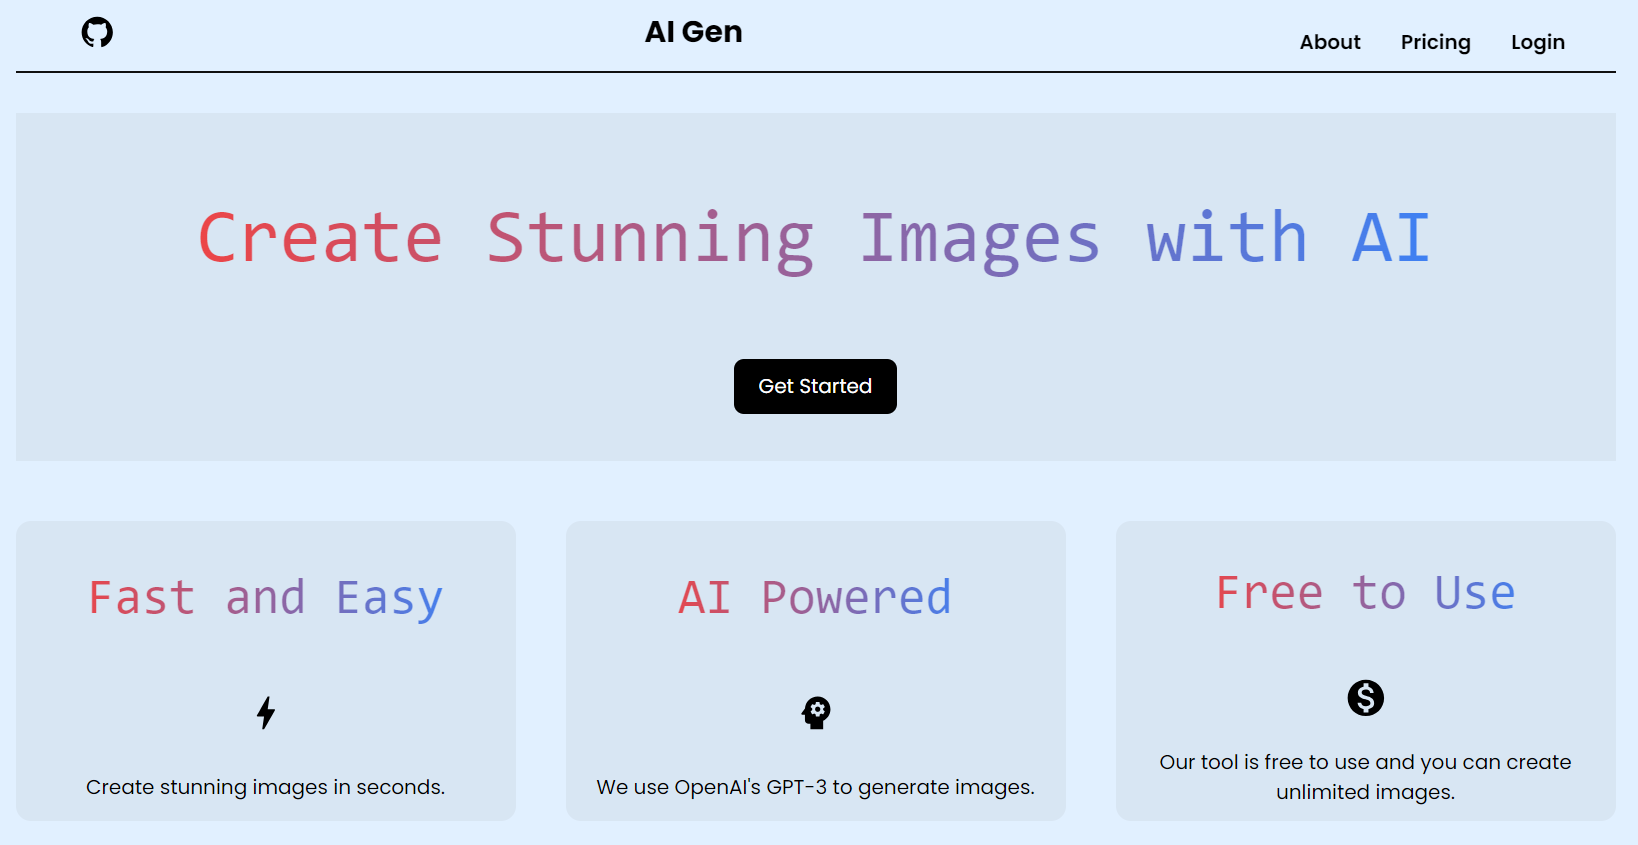 AI Gen
About Pricing Login
Create Stunning Images with AI
Get Started
Fast and Easy
Create stunning images in seconds.
AI Powered
We use OpenAI's GPT-3 to generate images.
Free to Use
Our tool is free to use and you can create
unlimited images.